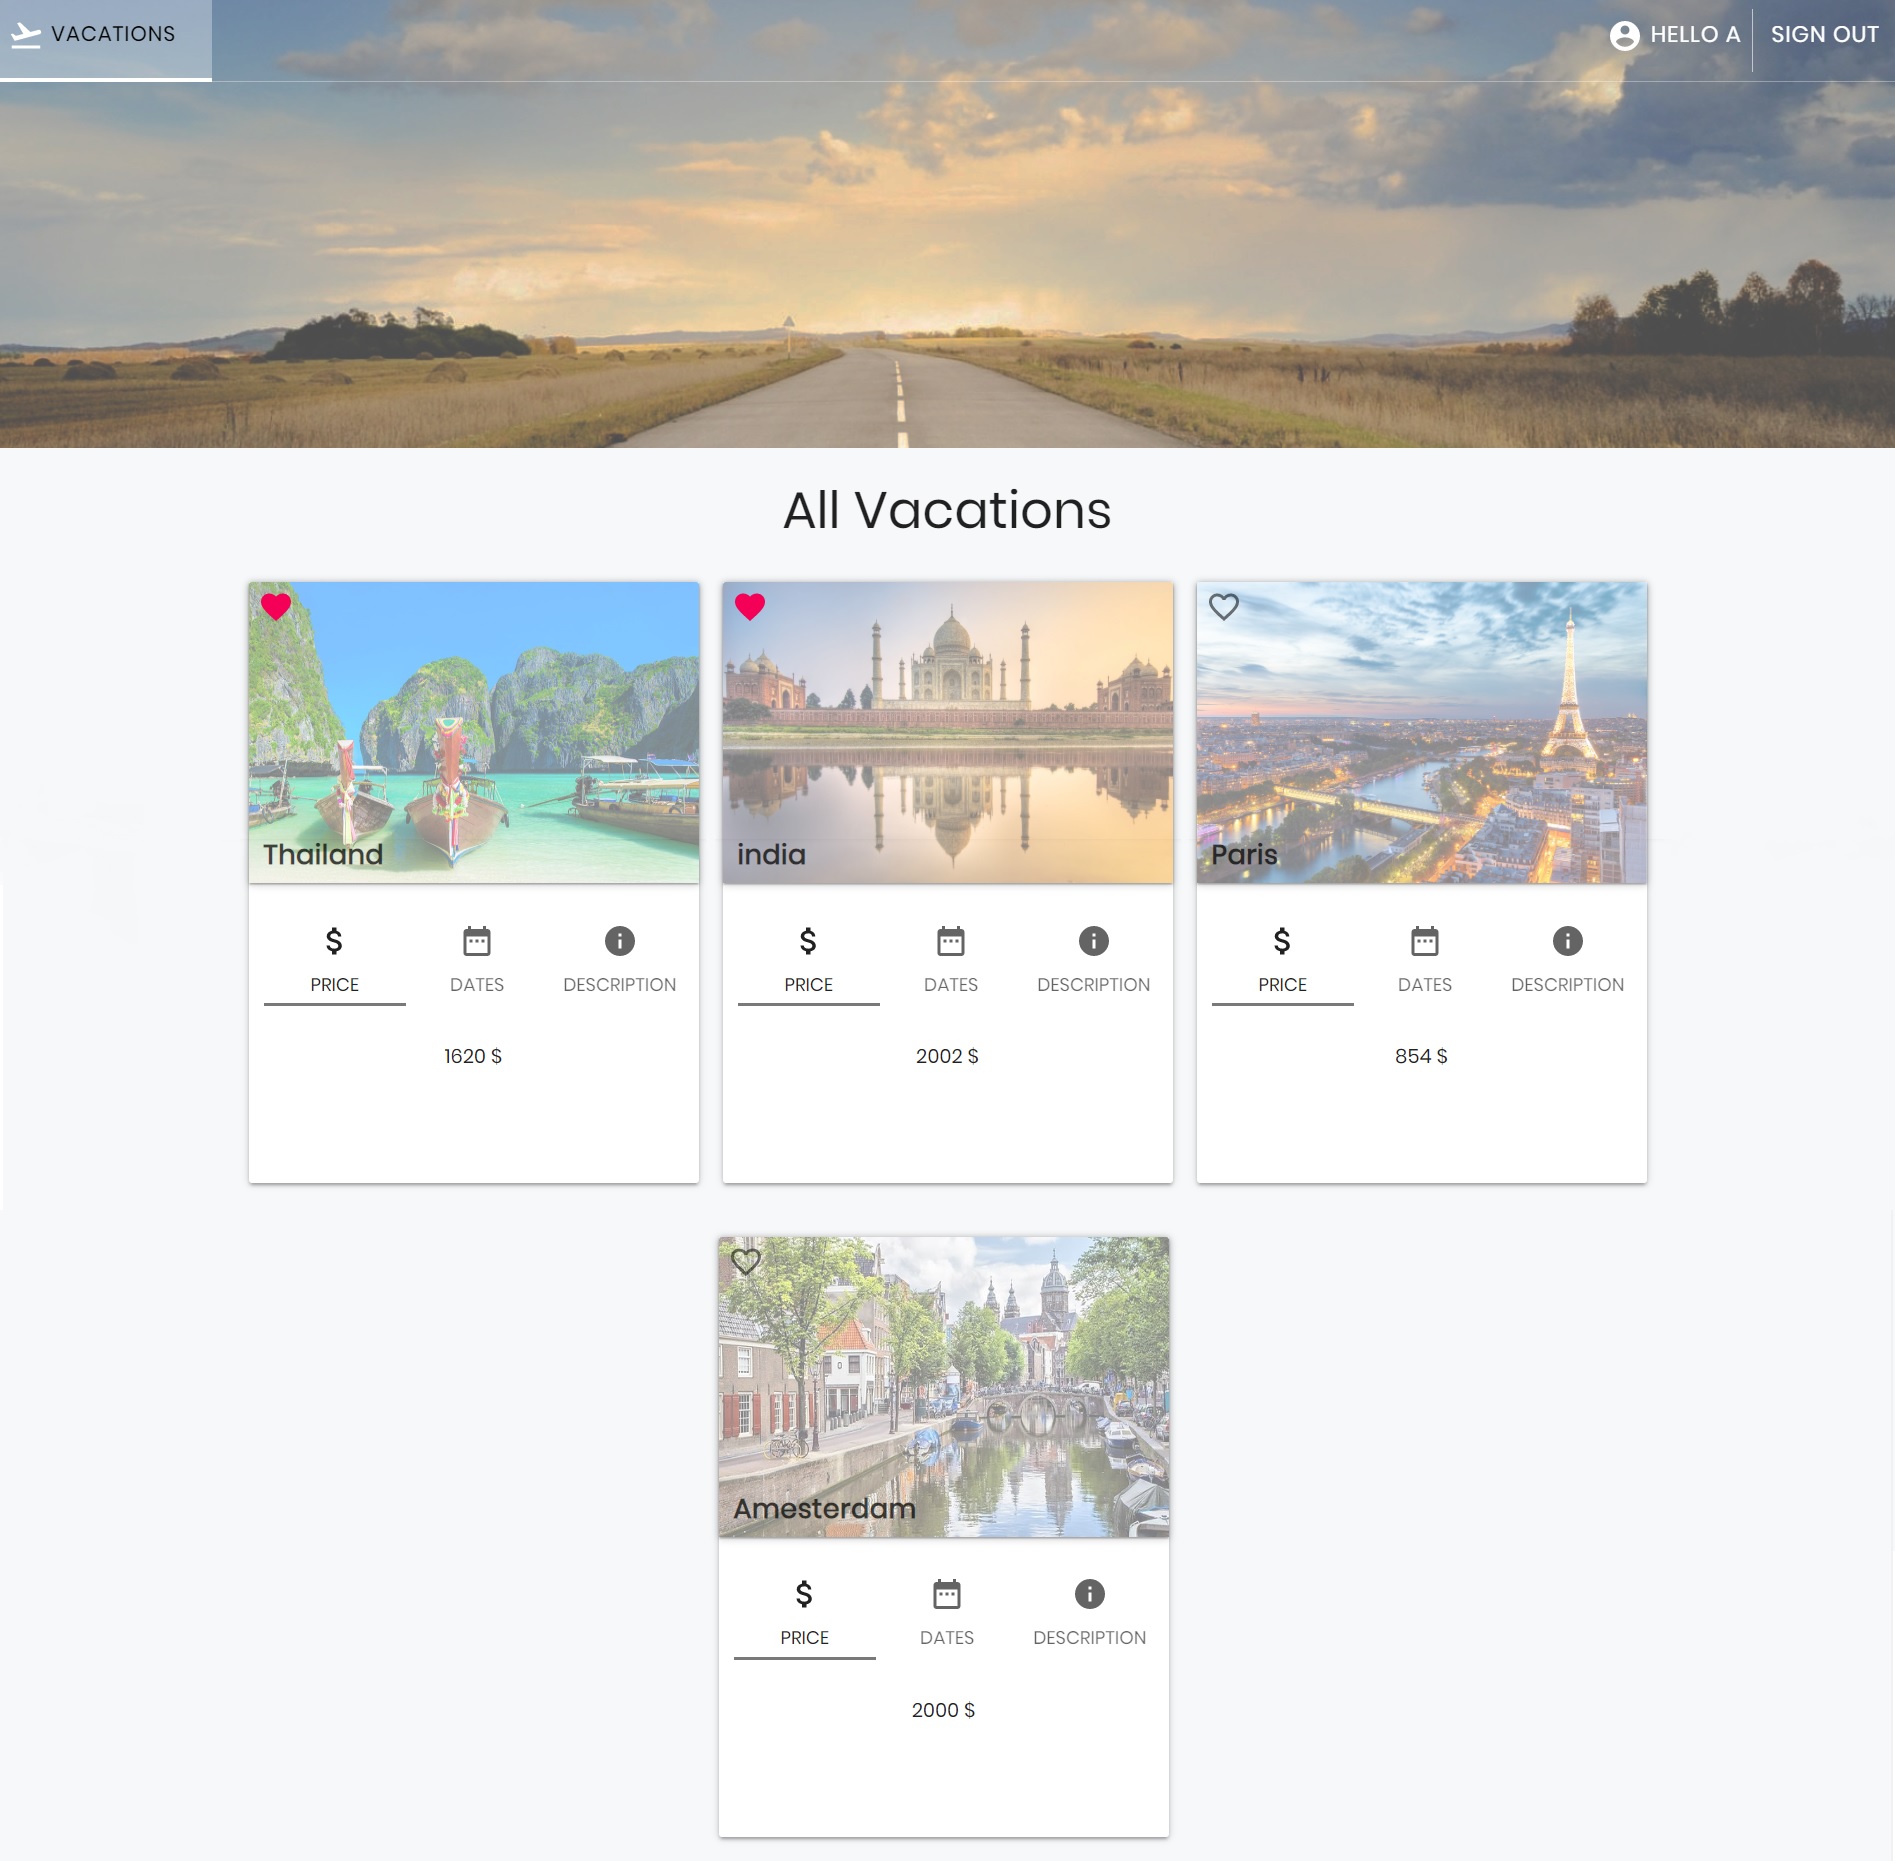 VACATIONS
HELLO A
SIGN OUT
All Vacations
Thailand
PRICE
DATES
DESCRIPTION
1620 $
india
PRICE
DATES
DESCRIPTION
2002 $
Paris
PRICE
DATES
DESCRIPTION
854 $
Amesterdam
PRICE
DATES
DESCRIPTION
2000 $